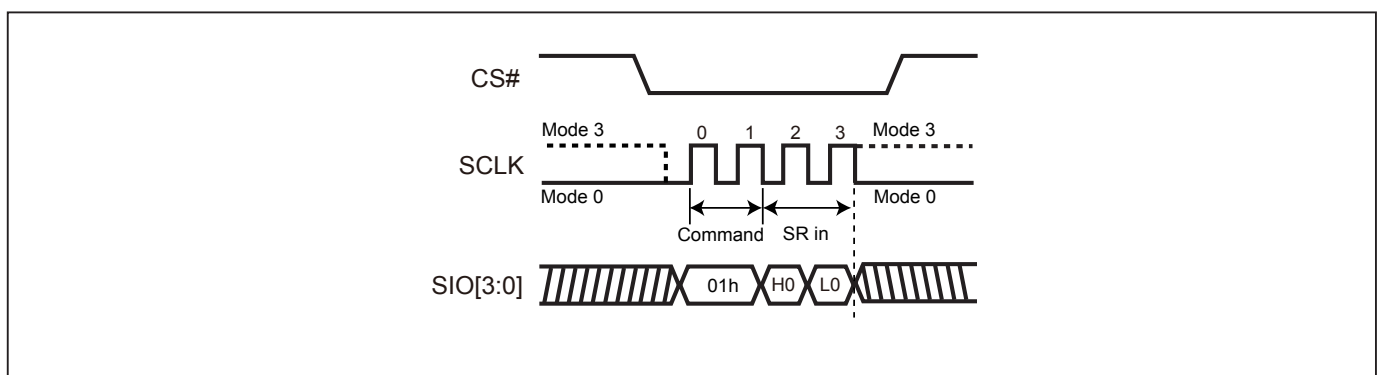 CS#
Mode 3 0 1 2 3 Mode 3
SCLK
Mode 0 Mode 0
Command SR in
SIO[3:0] 01h H0 L0